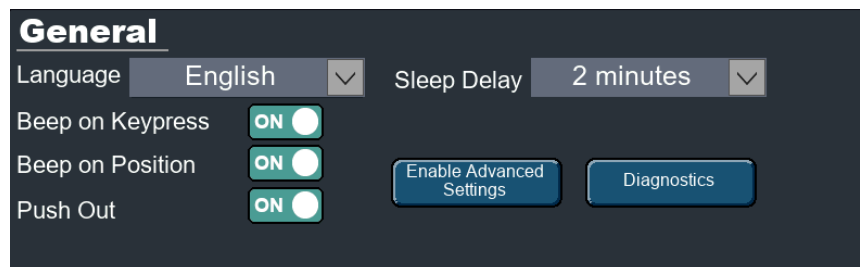 General
Language English Sleep Delay 2 minutes
Beep on Keypress ON
Beep on Position ON
Enable Advanced
Settings
Diagnostics
Push Out ON